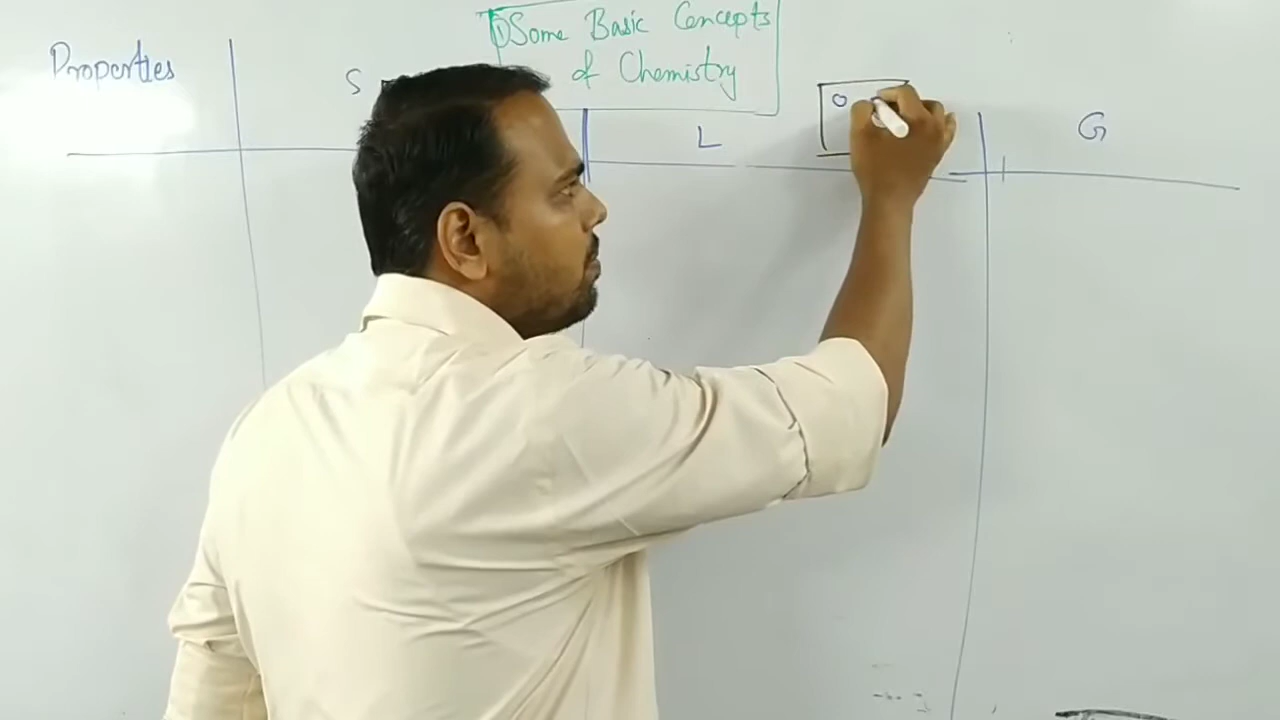 ① Some Basic Concepts
of Chemistry
Properties
S
L
G